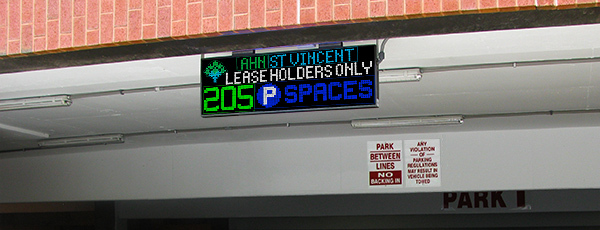 AHN ST VINCENT
LEASE HOLDERS ONLY
205 P SPACES
PARK
BETWEEN
LINES
NO
BACKING IN
ANY
VIOLATION
- OF -
PARKING
REGULATIONS
MAY RESULT IN
VEHICLE BEING
TOWED
PARK 1